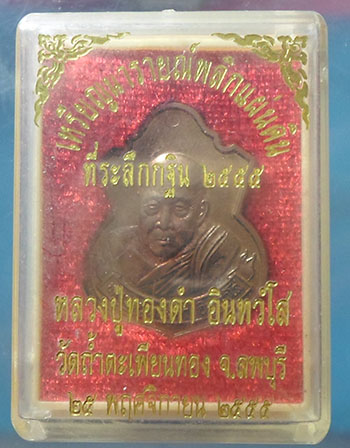 เหรียญนารายณ์พลิกแผ่นดิน
ที่ระลึกกฐิน ๒๕๕๕
หลวงปู่ทองดำ อินทวํโส
วัดถ้ำตะเพียนทอง จ.ลพบุรี
๒๕ พฤศจิกายน ๒๕๕๕